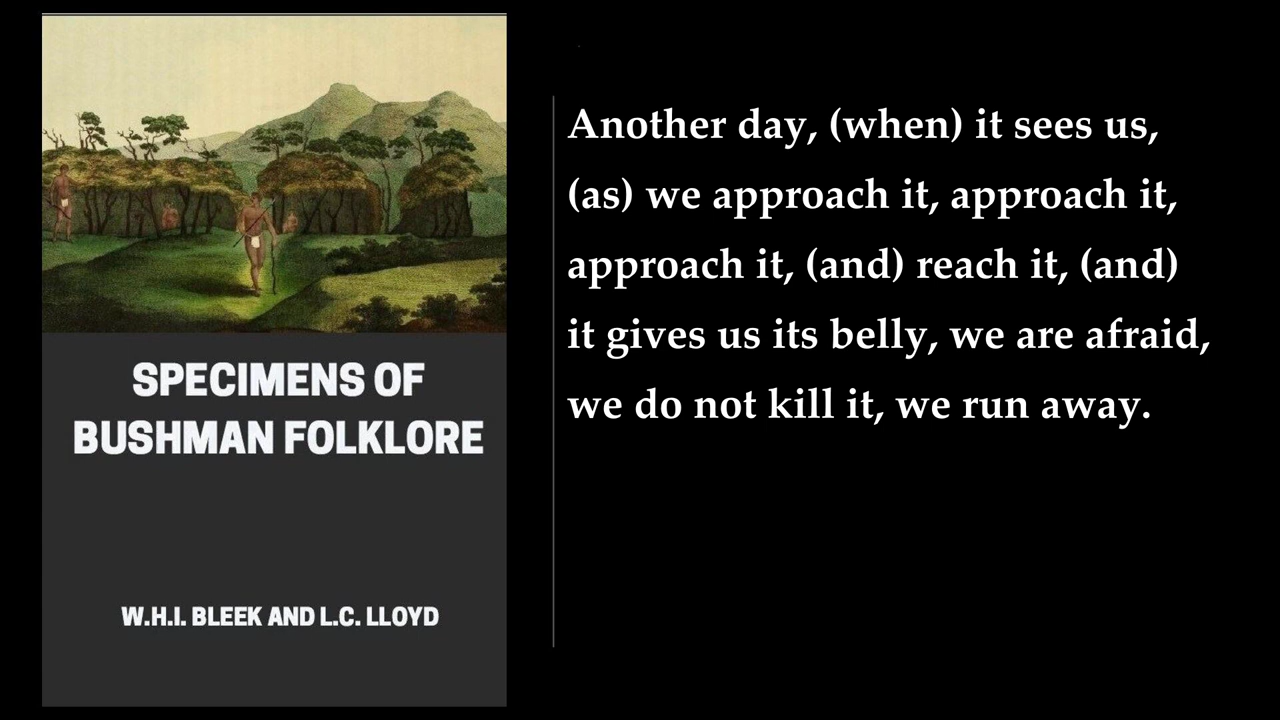 SPECIMENS OF
BUSHMAN FOLKLORE
W.H.I. BLEEK AND L.C. LLOYD
Another day, (when) it sees us,
(as) we approach it, approach it,
approach it, (and) reach it, (and)
it gives us its belly, we are afraid,
we do not kill it, we run away.